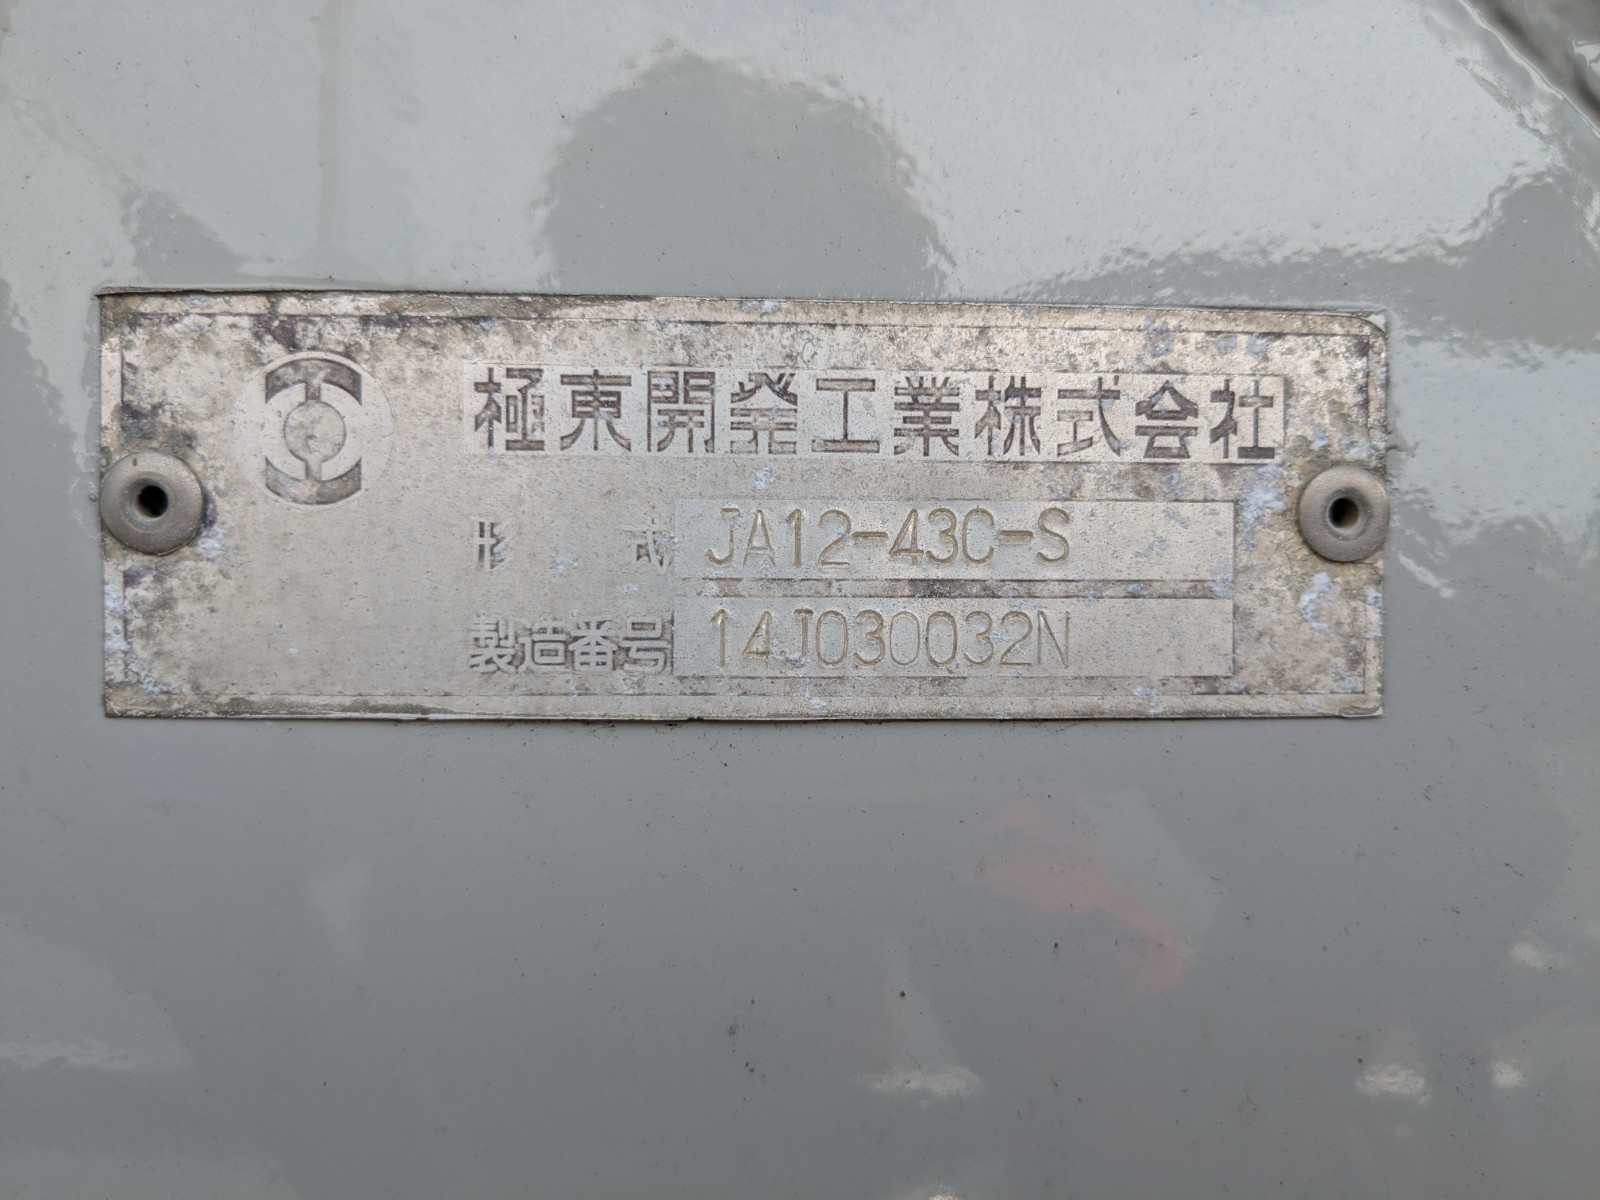 極東開発工業株式会社
形式 JA12-43C-S
製造番号 14J030032N